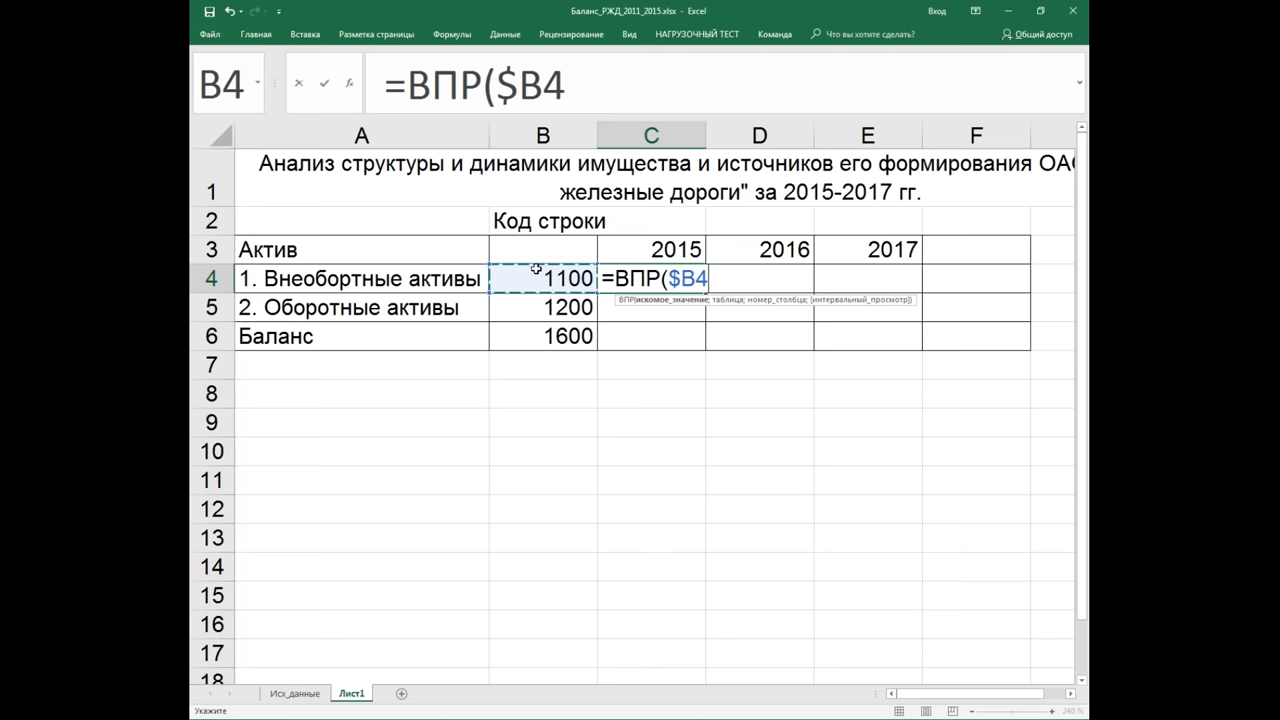 Баланс_РЖД_2011_2015.xlsx - Excel
Вход
Файл Главная Вставка Разметка страницы Формулы Данные Рецензирование Вид НАГРУЗОЧНЫЙ ТЕСТ Команда Что вы хотите сделать? Общий доступ
B4 fx =ВПР($B4
A B C D E F
1 Анализ структуры и динамики имущества и источников его формирования ОАО
железные дороги" за 2015-2017 гг.
2 Код строки
3 Актив 2015 2016 2017
4 1. Внеобортные активы 1100 =ВПР($B4
ВПР(искомое_значение; таблица; номер_столбца; [интервальный_просмотр])
5 2. Оборотные активы 1200
6 Баланс 1600
7
8
9
10
11
12
13
14
15
16
17
18
Исх_данные Лист1
Укажите 280 %